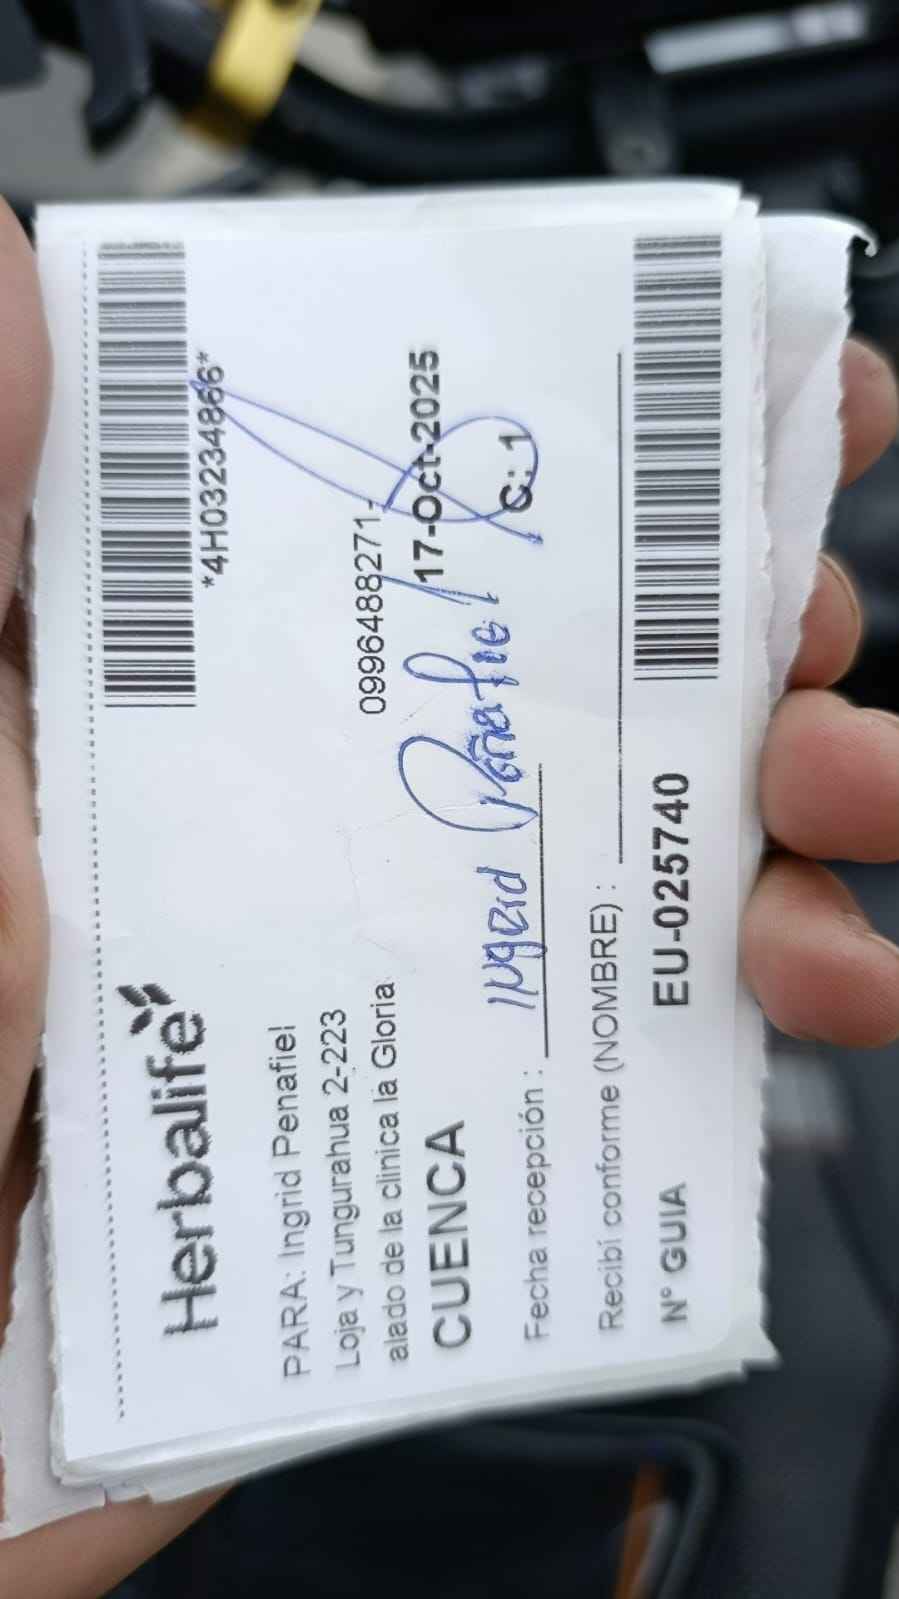 *4H03234866*
Herbalife
PARA: Ingrid Penafiel
Loja y Tungurahua 2-223
0996488271-
alado de la clinica la Gloria
CUENCA
17-Oct-2025
Ingrid Peñafiel
Fecha recepción :
C: 1
Recibí conforme (NOMBRE) :
N° GUIA EU-025740